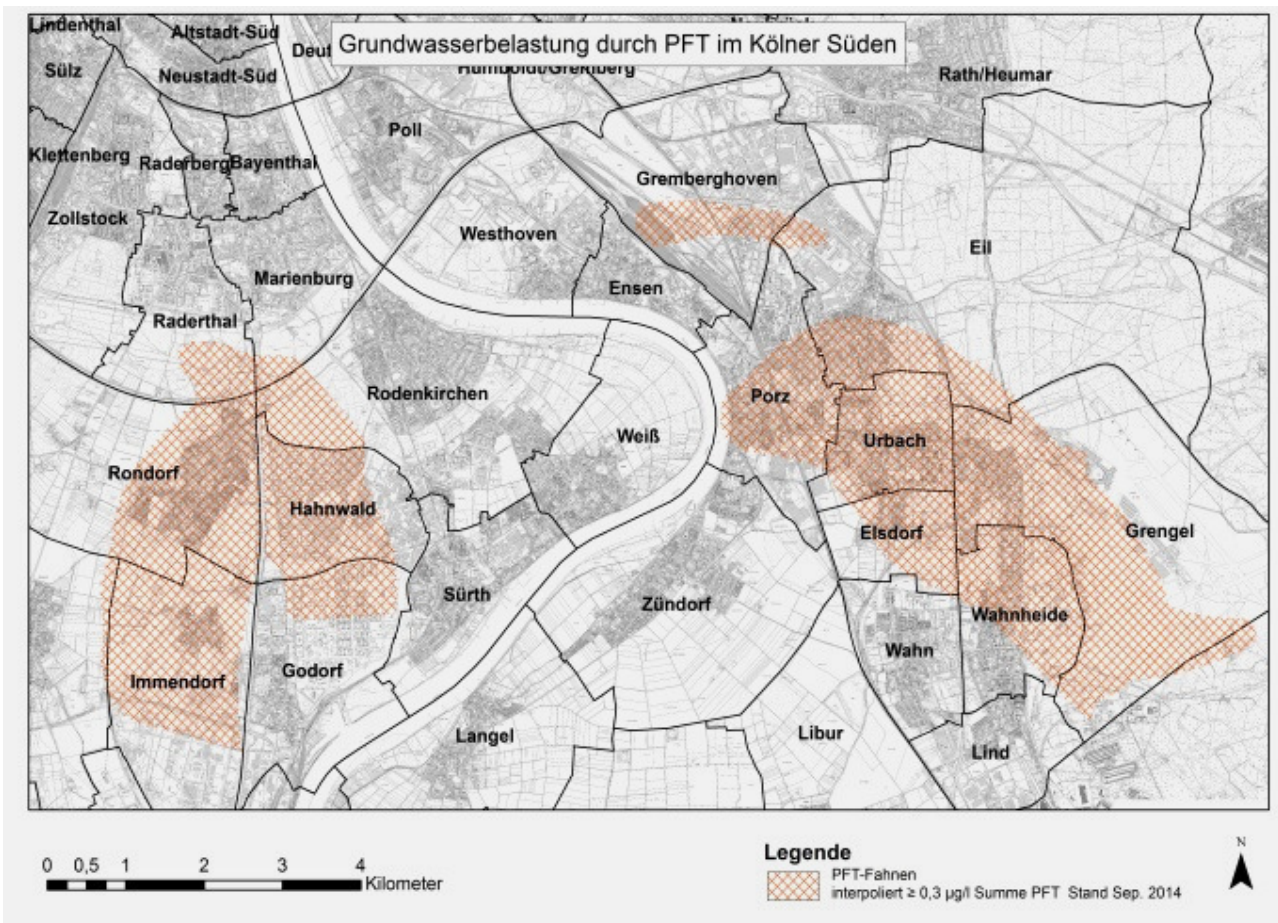 Grundwasserbelastung durch PFT im Kölner Süden
Lindenthal
Altstadt-Süd
Sülz
Neustadt-Süd
Humboldt/Gremberg
Rath/Heumar
Poll
Klettenberg
Raderberg
Bayenthal
Gremberghoven
Zollstock
Westhoven
Eil
Marienburg
Ensen
Raderthal
Rodenkirchen
Porz
Weiß
Urbach
Rondorf
Hahnwald
Elsdorf
Grengel
Sürth
Zündorf
Wahnheide
Wahn
Godorf
Immendorf
Langel
Libur
Lind
0 0,5 1 2 3 4
Kilometer
Legende
PFT-Fahnen
interpoliert ≥ 0,3 µg/l Summe PFT Stand Sep. 2014
N